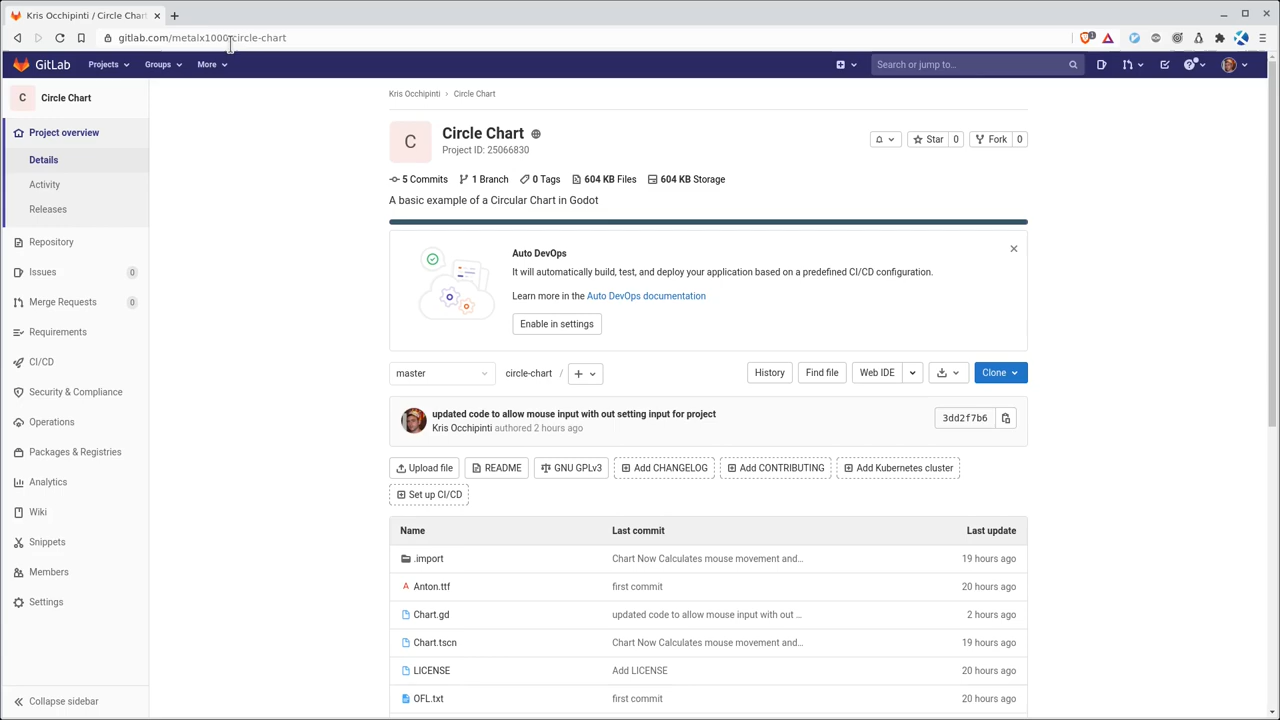 Kris Occhipinti / Circle Chart
gitlab.com/metalx1000/circle-chart
GitLab Projects Groups More Search or jump to…
C Circle Chart
Project overview
Details
Activity
Releases
Repository
Issues 0
Merge Requests 0
Requirements
CI/CD
Security & Compliance
Operations
Packages & Registries
Analytics
Wiki
Snippets
Members
Settings
Collapse sidebar
Kris Occhipinti › Circle Chart
C
Circle Chart
Project ID: 25066830
Star 0 Fork 0
5 Commits 1 Branch 0 Tags 604 KB Files 604 KB Storage
A basic example of a Circular Chart in Godot
Auto DevOps
It will automatically build, test, and deploy your application based on a predefined CI/CD configuration.
Learn more in the Auto DevOps documentation
Enable in settings
master circle-chart / + History Find file Web IDE Clone
updated code to allow mouse input with out setting input for project
Kris Occhipinti authored 2 hours ago
3dd2f7b6
Upload file README GNU GPLv3 Add CHANGELOG Add CONTRIBUTING Add Kubernetes cluster
Set up CI/CD
Name Last commit Last update
.import Chart Now Calculates mouse movement and… 19 hours ago
Anton.ttf first commit 20 hours ago
Chart.gd updated code to allow mouse input with out … 2 hours ago
Chart.tscn Chart Now Calculates mouse movement and… 19 hours ago
LICENSE Add LICENSE 20 hours ago
OFL.txt first commit 20 hours ago